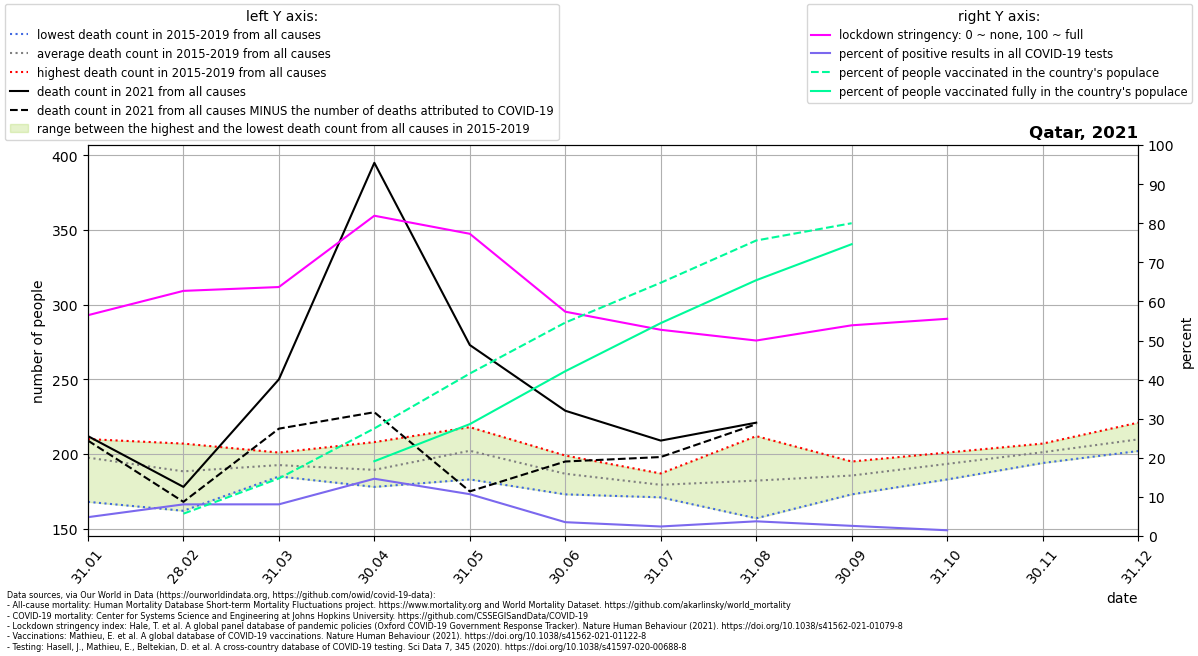 left Y axis:
lowest death count in 2015-2019 from all causes
average death count in 2015-2019 from all causes
highest death count in 2015-2019 from all causes
death count in 2021 from all causes
death count in 2021 from all causes MINUS the number of deaths attributed to COVID-19
range between the highest and the lowest death count from all causes in 2015-2019
right Y axis:
lockdown stringency: 0 ~ none, 100 ~ full
percent of positive results in all COVID-19 tests
percent of people vaccinated in the country's populace
percent of people vaccinated fully in the country's populace
Qatar, 2021
400
350
300
250
200
150
number of people
100
90
80
70
60
50
40
30
20
10
0
percent
31.01
28.02
31.03
30.04
31.05
30.06
31.07
31.08
30.09
31.10
30.11
31.12
date
Data sources, via Our World in Data (https://ourworldindata.org, https://github.com/owid/covid-19-data):
- All-cause mortality: Human Mortality Database Short-term Mortality Fluctuations project. https://www.mortality.org and World Mortality Dataset. https://github.com/akarlinsky/world_mortality
- COVID-19 mortality: Center for Systems Science and Engineering at Johns Hopkins University. https://github.com/CSSEGISandData/COVID-19
- Lockdown stringency index: Hale, T. et al. A global panel database of pandemic policies (Oxford COVID-19 Government Response Tracker). Nature Human Behaviour (2021). https://doi.org/10.1038/s41562-021-01079-8
- Vaccinations: Mathieu, E. et al. A global database of COVID-19 vaccinations. Nature Human Behaviour (2021). https://doi.org/10.1038/s41562-021-01122-8
- Testing: Hasell, J., Mathieu, E., Beltekian, D. et al. A cross-country database of COVID-19 testing. Sci Data 7, 345 (2020). https://doi.org/10.1038/s41597-020-00688-8